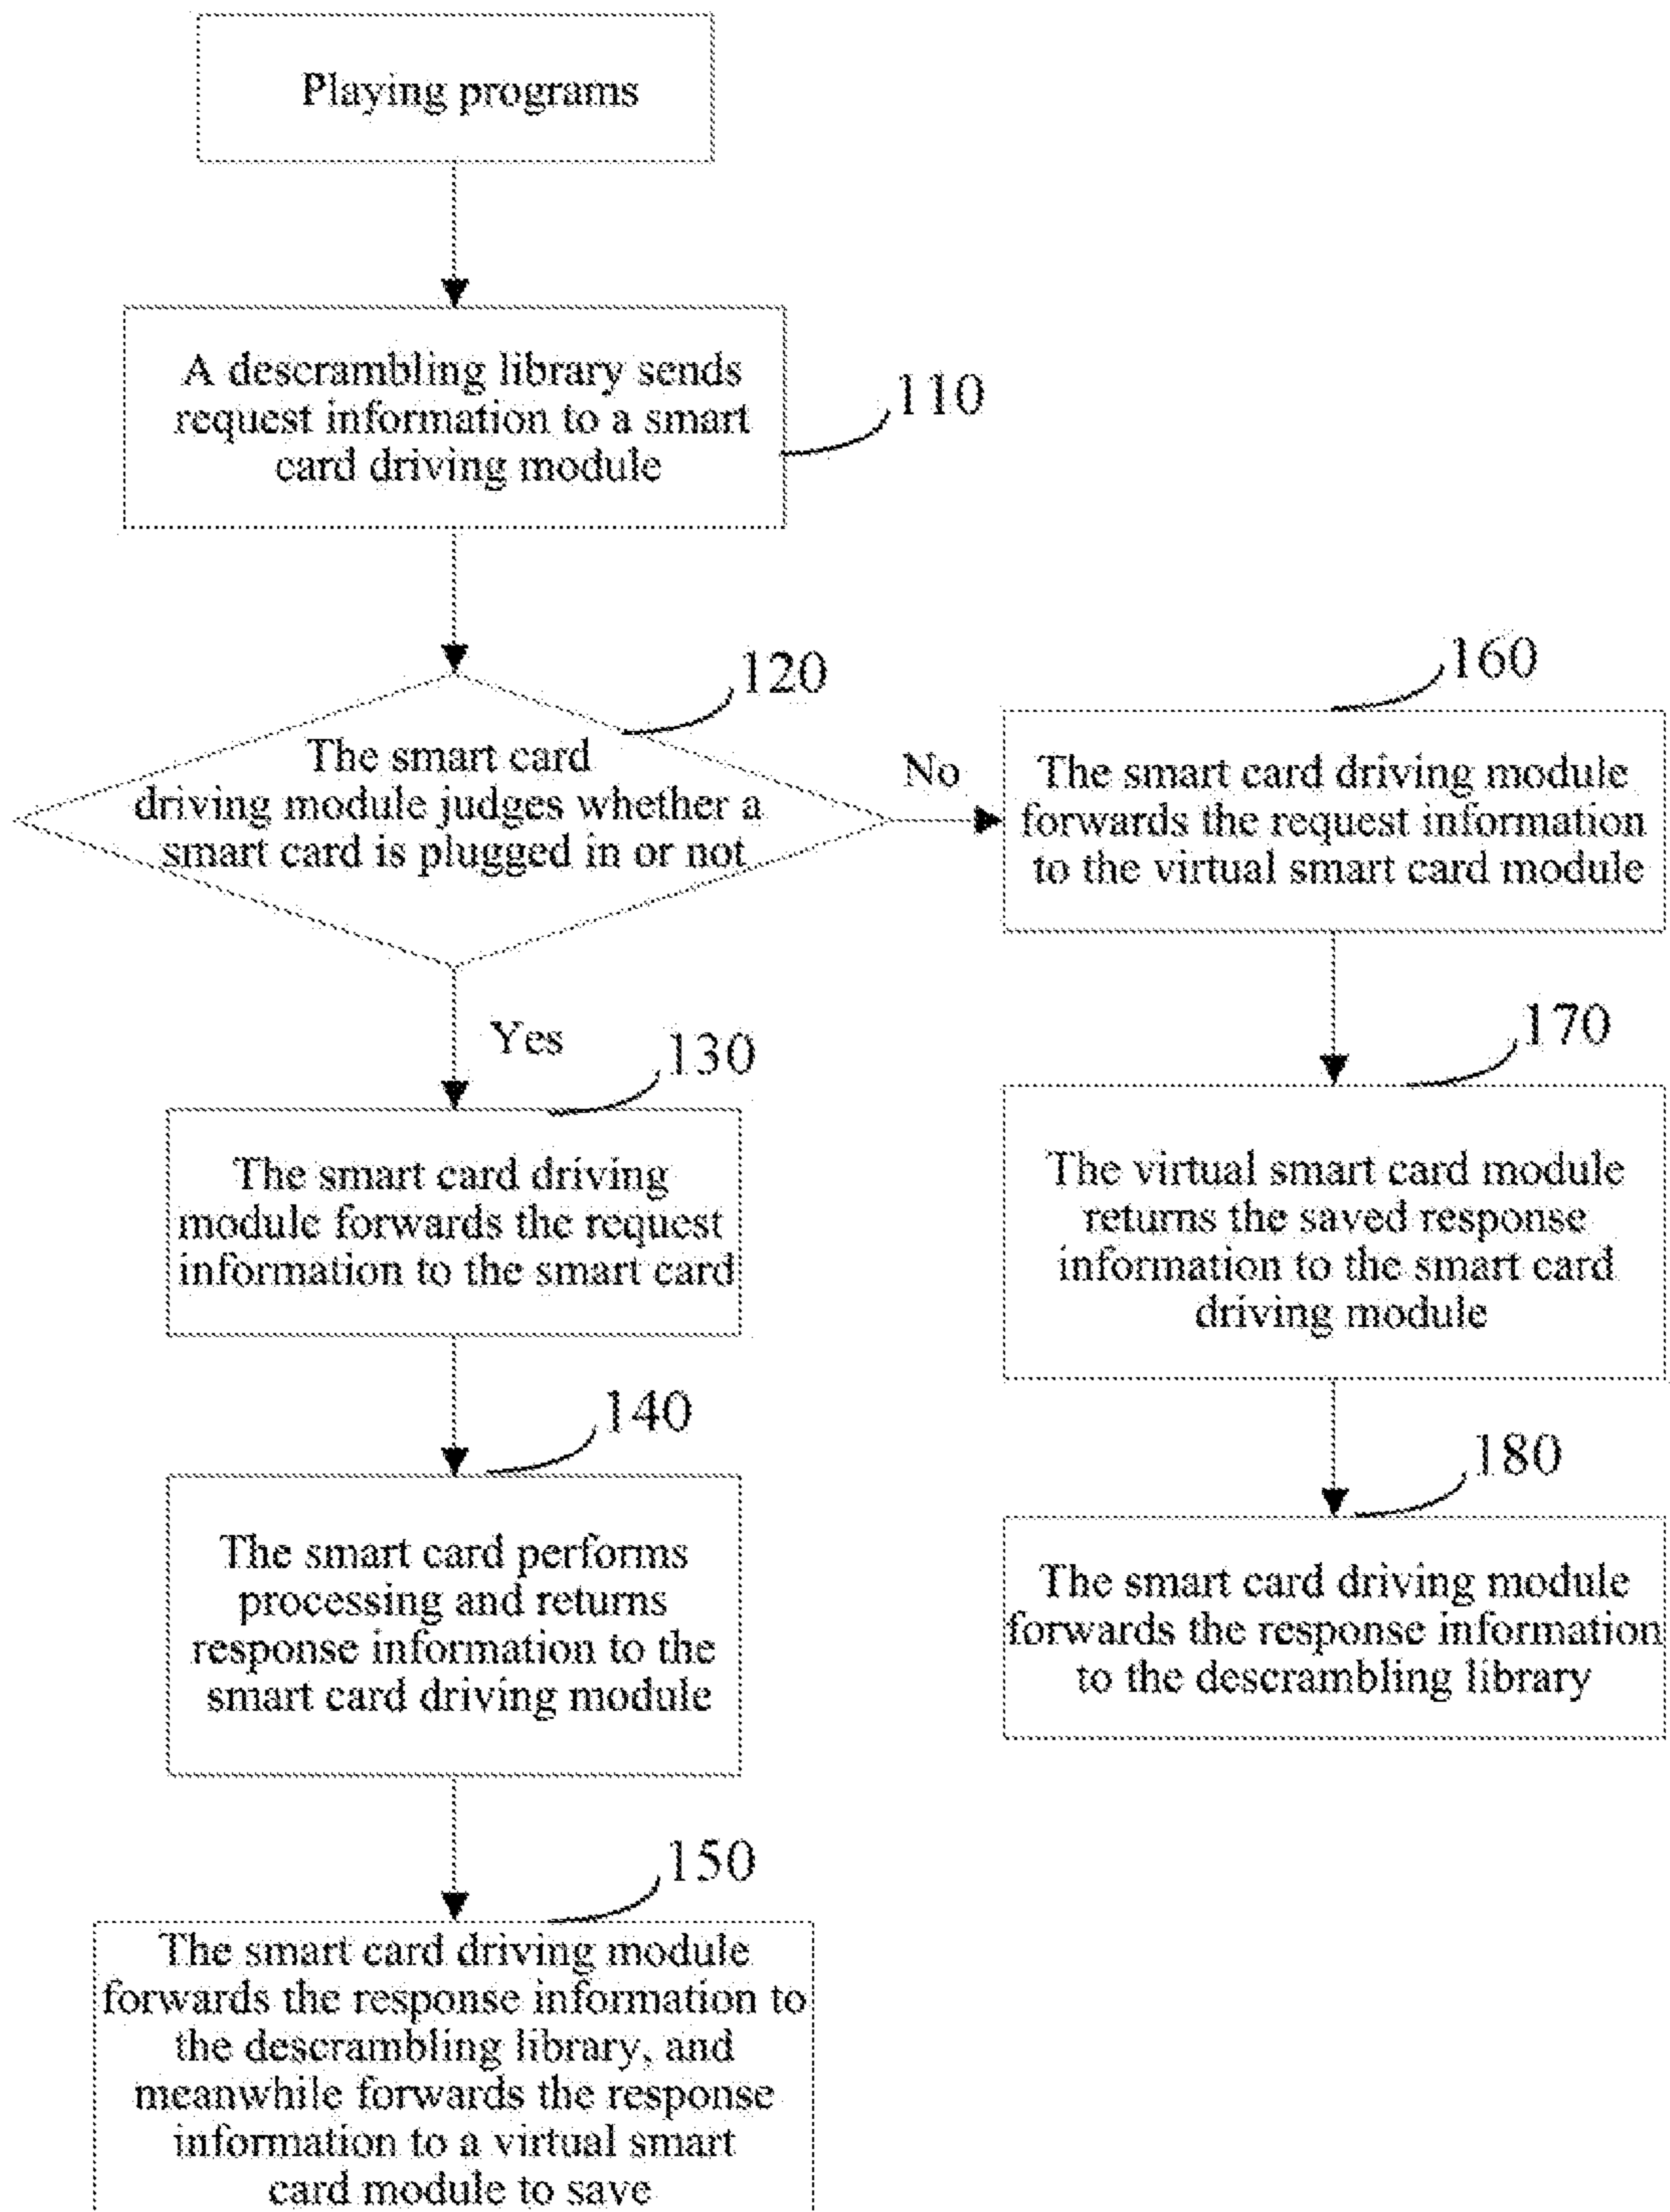 Playing programs
A descrambling library sends
request information to a smart
card driving module
110
120
The smart card
driving module judges whether a
smart card is plugged in or not
No
Yes
130
The smart card driving
module forwards the request
information to the smart card
140
The smart card performs
processing and returns
response information to the
smart card driving module
150
The smart card driving module
forwards the response information to
the descrambling library, and
meanwhile forwards the response
information to a virtual smart
card module to save
160
The smart card driving module
forwards the request information
to the virtual smart card module
170
The virtual smart card module
returns the saved response
information to the smart card
driving module
180
The smart card driving module
forwards the response information
to the descrambling library